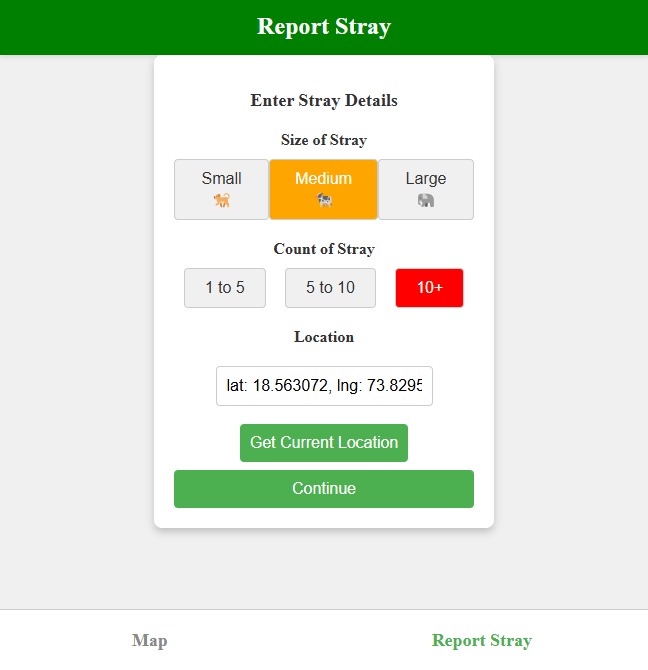 Report Stray
Enter Stray Details
Size of Stray
Small Medium Large
Count of Stray
1 to 5 5 to 10 10+
Location
lat: 18.563072, lng: 73.8295
Get Current Location
Continue
Map Report Stray